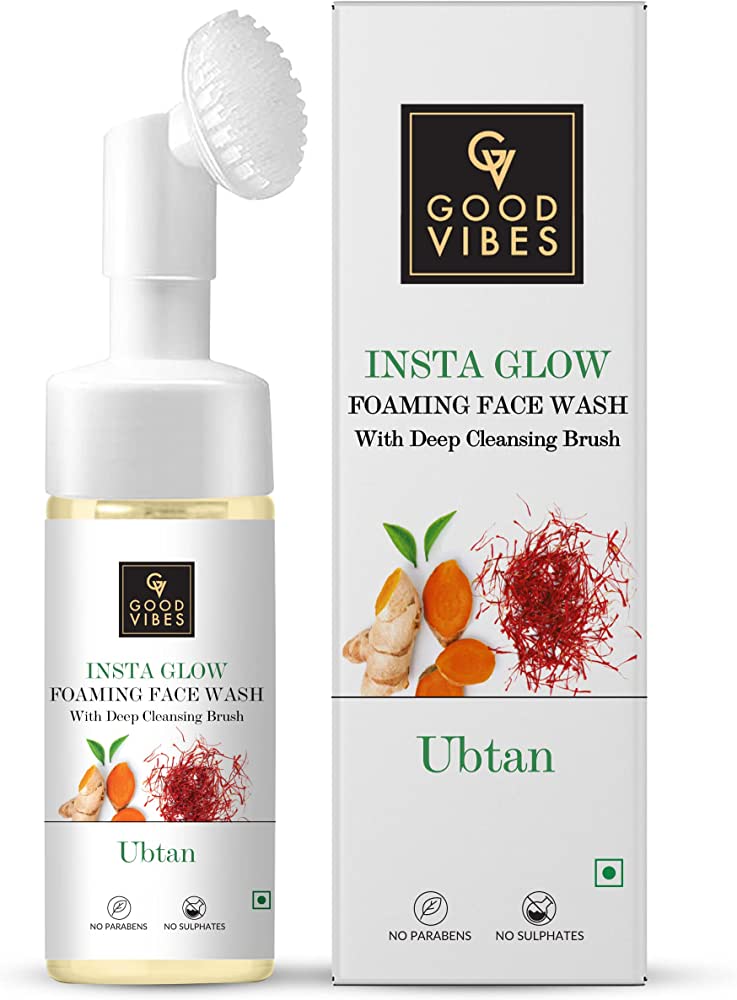 GV
GOOD
VIBES
INSTA GLOW
FOAMING FACE WASH
With Deep Cleansing Brush
Ubtan
NO PARABENS
NO SULPHATES
GV
GOOD
VIBES
INSTA GLOW
FOAMING FACE WASH
With Deep Cleansing Brush
Ubtan
NO PARABENS
NO SULPHATES